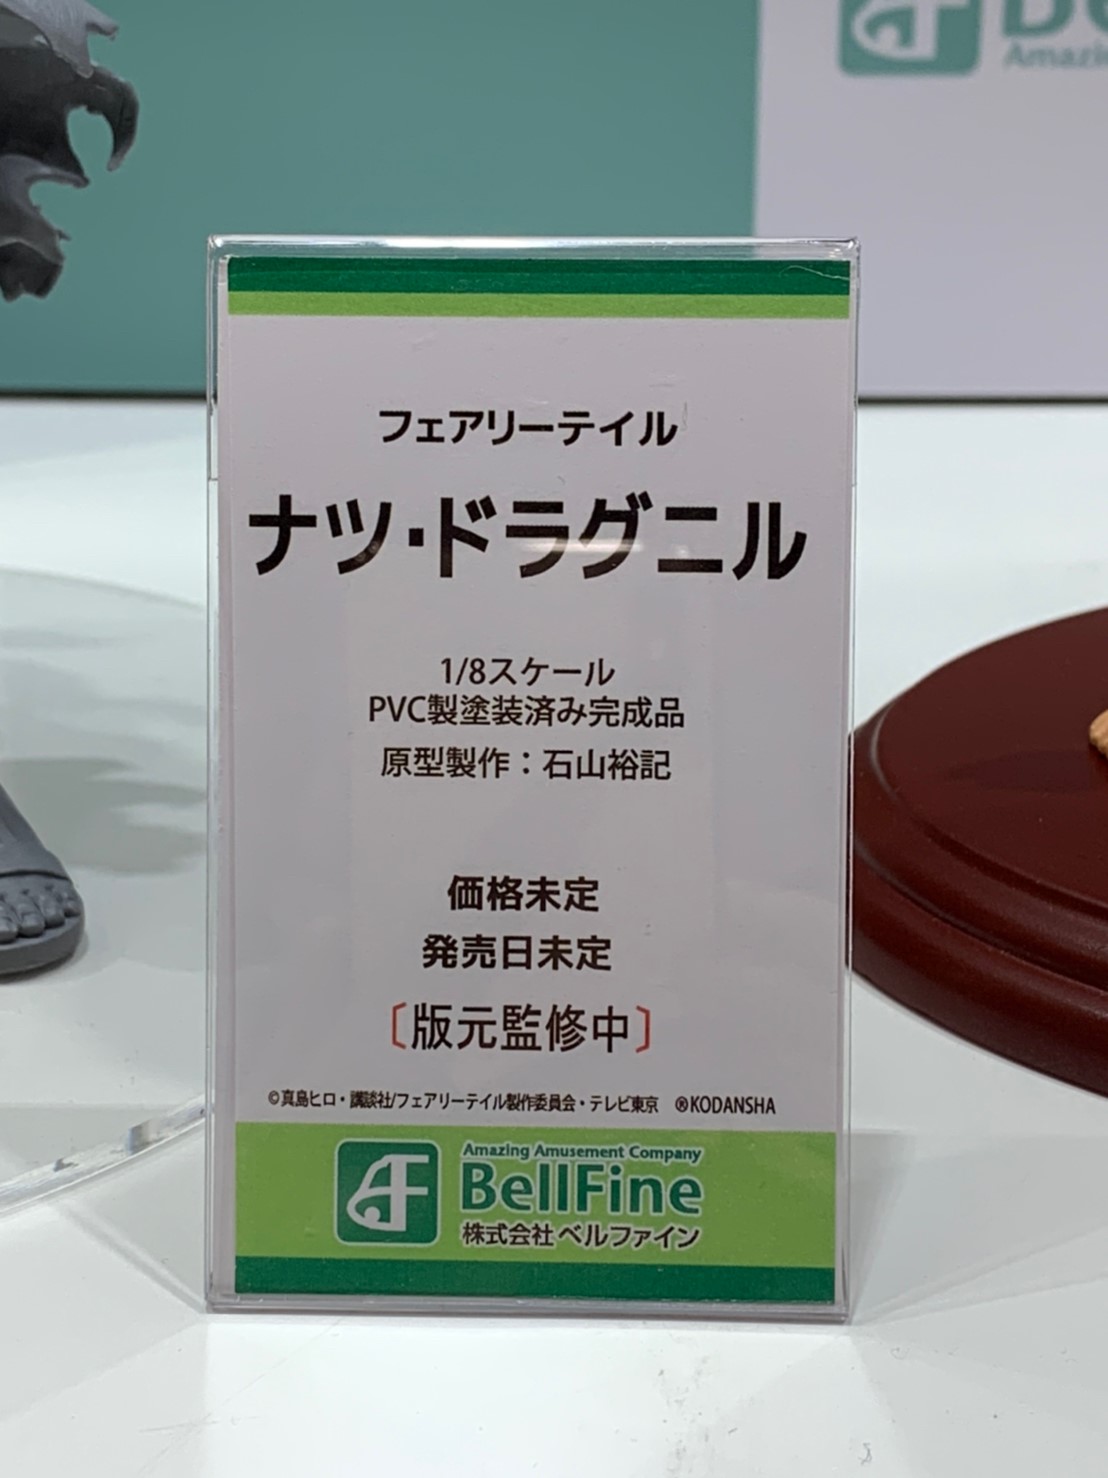 Amazi
フェアリーテイル
ナツ・ドラグニル
1/8スケール
PVC製塗装済み完成品
原型製作：石山裕記
価格未定
発売日未定
〔版元監修中〕
©真島ヒロ・講談社/フェアリーテイル製作委員会・テレビ東京 ®KODANSHA
Amazing Amusement Company
BellFine
株式会社ベルファイン